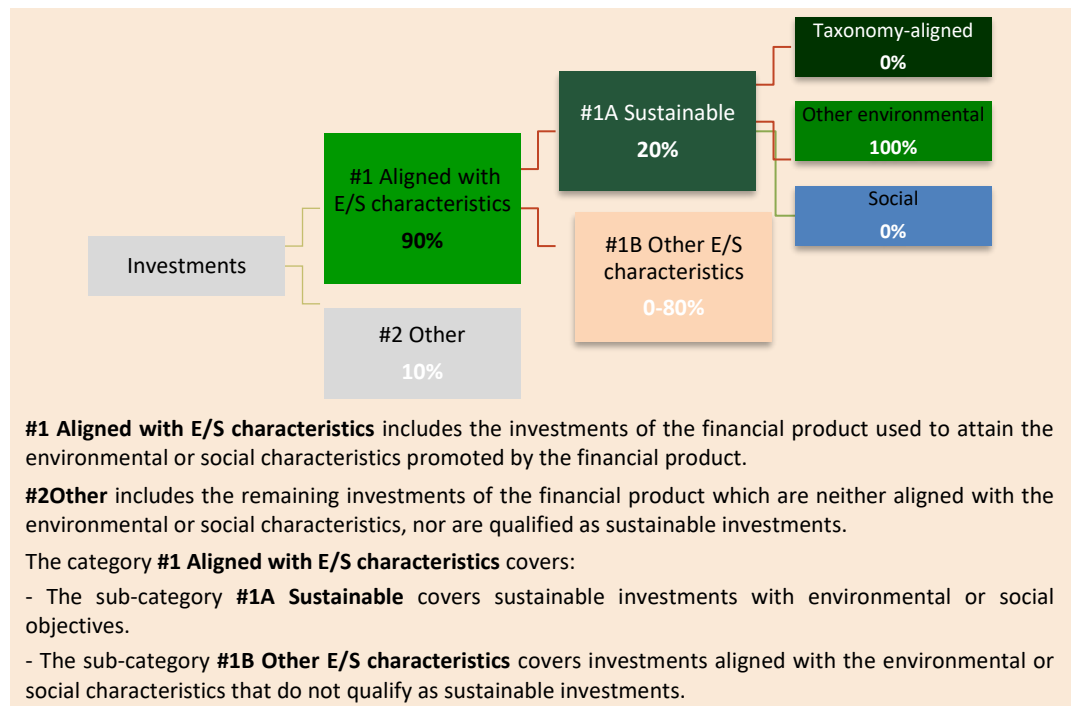 Taxonomy-aligned
0%
#1A Sustainable
20%
Other environmental
100%
#1 Aligned with
E/S characteristics
90%
Social
0%
#1B Other E/S
characteristics
0-80%
Investments
#2 Other
10%
#1 Aligned with E/S characteristics includes the investments of the financial product used to attain the
environmental or social characteristics promoted by the financial product.
#2Other includes the remaining investments of the financial product which are neither aligned with the
environmental or social characteristics, nor are qualified as sustainable investments.
The category #1 Aligned with E/S characteristics covers:
- The sub-category #1A Sustainable covers sustainable investments with environmental or social
objectives.
- The sub-category #1B Other E/S characteristics covers investments aligned with the environmental or
social characteristics that do not qualify as sustainable investments.